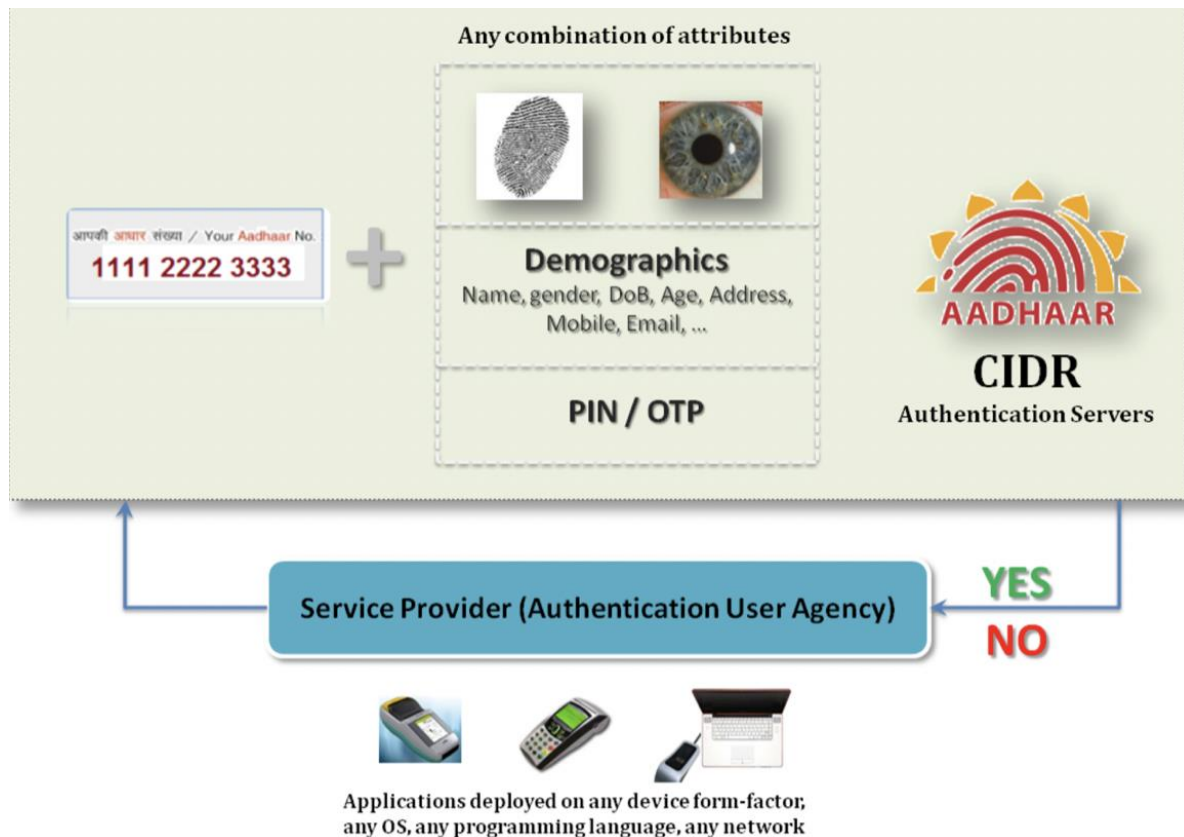 Any combination of attributes
आपकी आधार संख्या / Your Aadhaar No.
1111 2222 3333
Demographics
Name, gender, DoB, Age, Address,
Mobile, Email, ...
PIN / OTP
AADHAAR
CIDR
Authentication Servers
Service Provider (Authentication User Agency)
YES
NO
Applications deployed on any device form-factor,
any OS, any programming language, any network